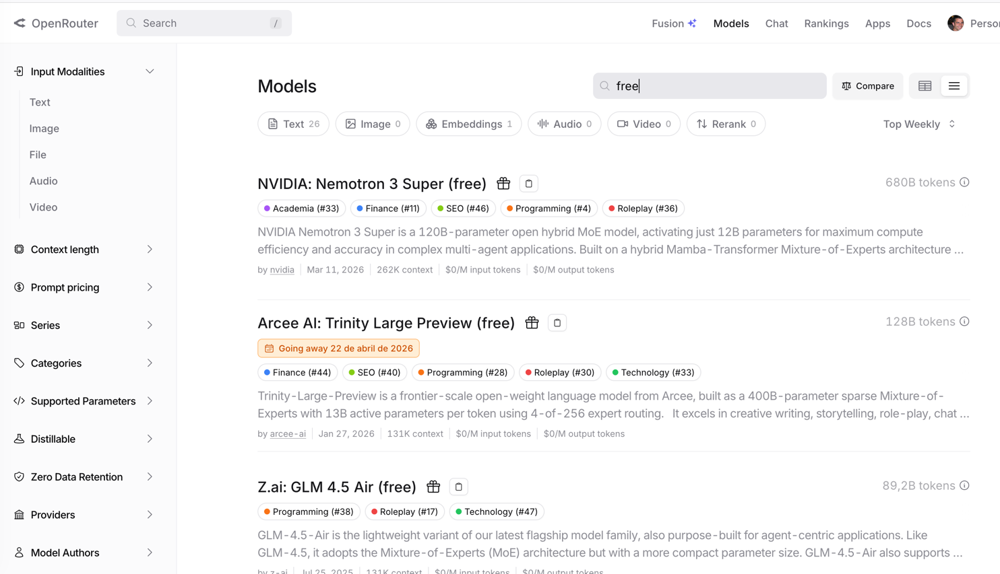 OpenRouter
Search /
Fusion Models Chat Rankings Apps Docs Person
Input Modalities
Text
Image
File
Audio
Video
Context length
Prompt pricing
Series
Categories
Supported Parameters
Distillable
Zero Data Retention
Providers
Model Authors
Models
free
Compare
Text 26 Image 0 Embeddings 1 Audio 0 Video 0 Rerank 0
Top Weekly
NVIDIA: Nemotron 3 Super (free)
680B tokens
Academia (#33) Finance (#11) SEO (#46) Programming (#4) Roleplay (#36)
NVIDIA Nemotron 3 Super is a 120B-parameter open hybrid MoE model, activating just 12B parameters for maximum compute
efficiency and accuracy in complex multi-agent applications. Built on a hybrid Mamba-Transformer Mixture-of-Experts architecture ...
by nvidia Mar 11, 2026 262K context $0/M input tokens $0/M output tokens
Arcee AI: Trinity Large Preview (free)
128B tokens
Going away 22 de abril de 2026
Finance (#44) SEO (#40) Programming (#28) Roleplay (#30) Technology (#33)
Trinity-Large-Preview is a frontier-scale open-weight language model from Arcee, built as a 400B-parameter sparse Mixture-of-
Experts with 13B active parameters per token using 4-of-256 expert routing. It excels in creative writing, storytelling, role-play, chat ...
by arcee-ai Jan 27, 2026 131K context $0/M input tokens $0/M output tokens
Z.ai: GLM 4.5 Air (free)
89,2B tokens
Programming (#38) Roleplay (#17) Technology (#47)
GLM-4.5-Air is the lightweight variant of our latest flagship model family, also purpose-built for agent-centric applications. Like
GLM-4.5, it adopts the Mixture-of-Experts (MoE) architecture but with a more compact parameter size. GLM-4.5-Air also supports ...
by z-ai Jul 25, 2025 131K context $0/M input tokens $0/M output tokens